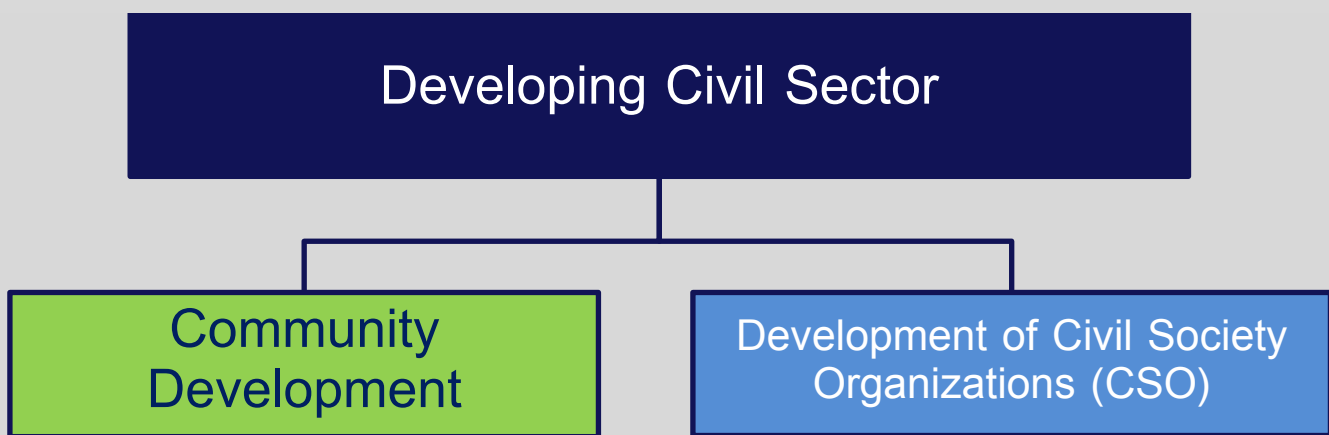 Developing Civil Sector
Community
Development
Development of Civil Society
Organizations (CSO)